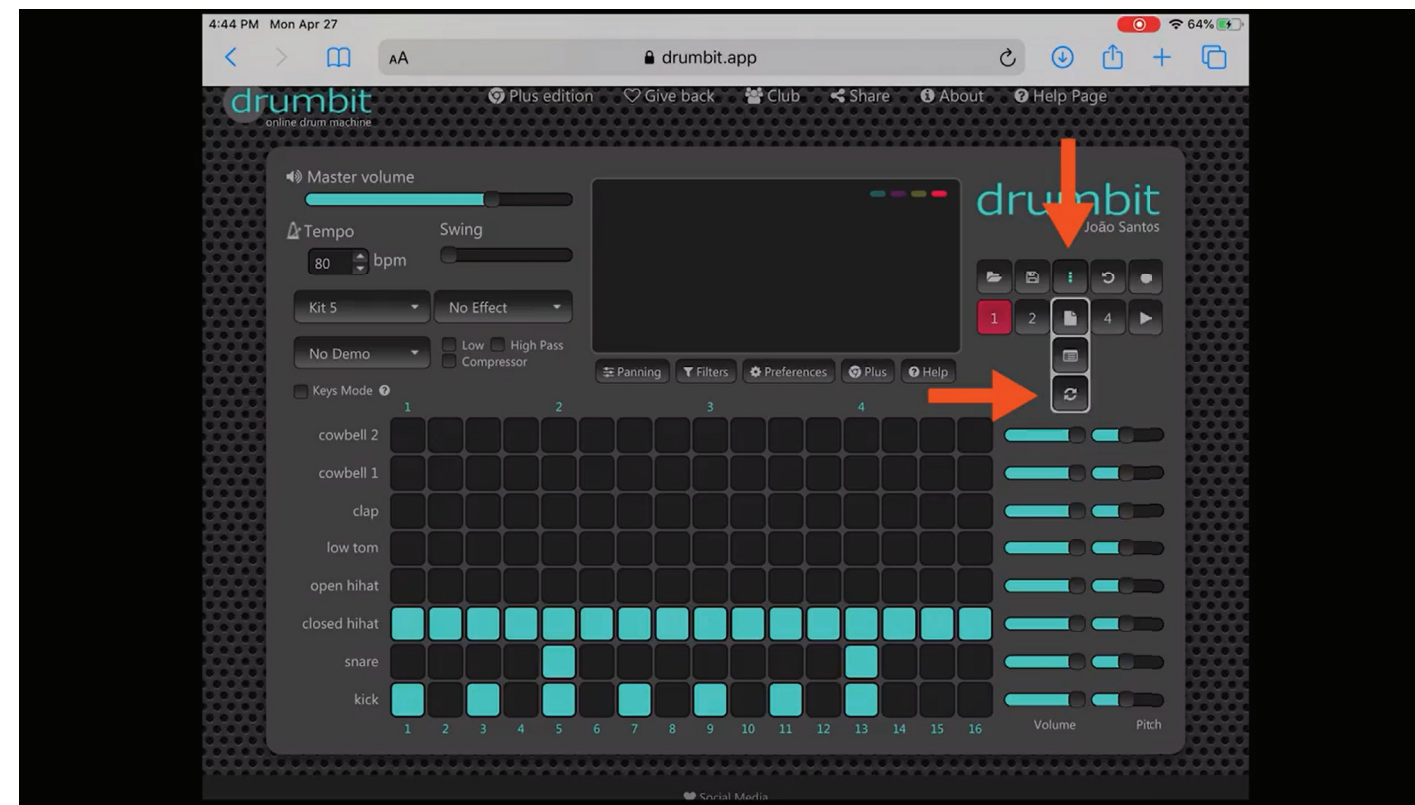 4:44 PM Mon Apr 27
64%
AA
drumbit.app
drumbit
online drum machine
Plus edition
Give back
Club
Share
About
Help Page
Master volume
Tempo
Swing
80
bpm
Kit 5
No Effect
No Demo
Low
High Pass
Compressor
Keys Mode
Panning
Filters
Preferences
Plus
Help
drumbit
João Santos
1
2
4
1 2 3 4
cowbell 2
cowbell 1
clap
low tom
open hihat
closed hihat
snare
kick
1 2 3 4 5 6 7 8 9 10 11 12 13 14 15 16
Volume
Pitch
Social Media